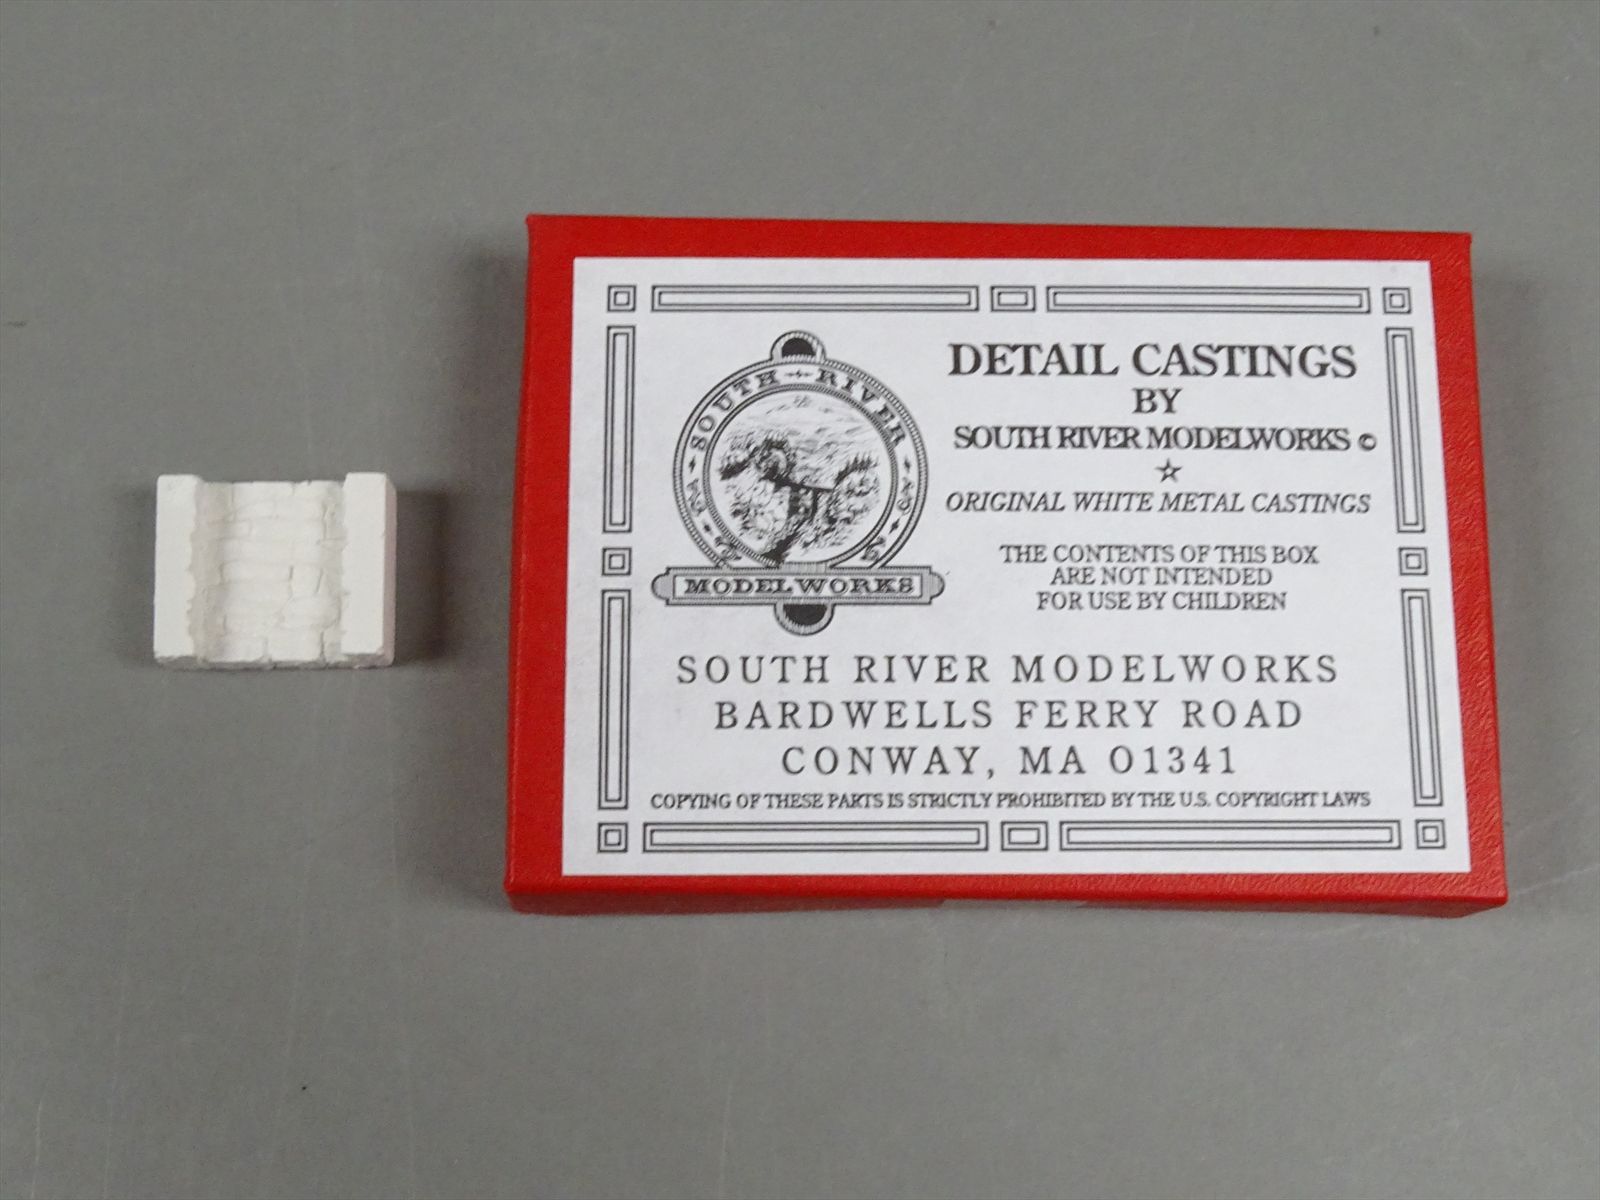 SOUTH RIVER
MODELWORKS
DETAIL CASTINGS
BY
SOUTH RIVER MODELWORKS ©
☆
ORIGINAL WHITE METAL CASTINGS
THE CONTENTS OF THIS BOX
ARE NOT INTENDED
FOR USE BY CHILDREN
SOUTH RIVER MODELWORKS
BARDWELLS FERRY ROAD
CONWAY, MA 01341
COPYING OF THESE PARTS IS STRICTLY PROHIBITED BY THE U.S. COPYRIGHT LAWS